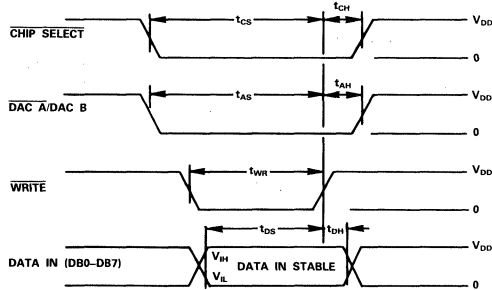 tCS
tCH
CHIP SELECT
VDD
0
DAC A/DAC B
tAS
tAH
VDD
0
WRITE
tWR
VDD
0
tDS
tDH
DATA IN (DB0–DB7)
VIH
VIL
DATA IN STABLE
VDD
0